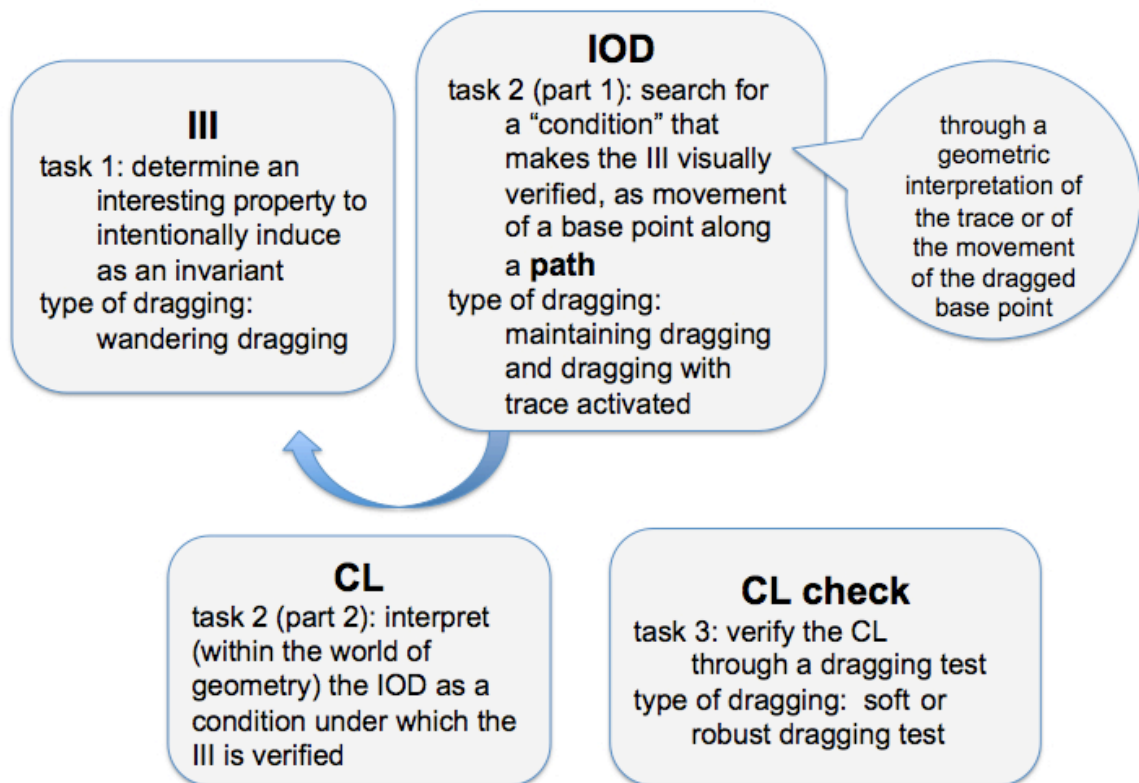 III
task 1: determine an
interesting property to
intentionally induce
as an invariant
type of dragging:
wandering dragging
IOD
task 2 (part 1): search for
a “condition” that
makes the III visually
verified, as movement
of a base point along
a path
type of dragging:
maintaining dragging
and dragging with
trace activated
through a
geometric
interpretation of
the trace or of
the movement
of the dragged
base point
CL
task 2 (part 2): interpret
(within the world of
geometry) the IOD as a
condition under which the
III is verified
CL check
task 3: verify the CL
through a dragging test
type of dragging: soft or
robust dragging test